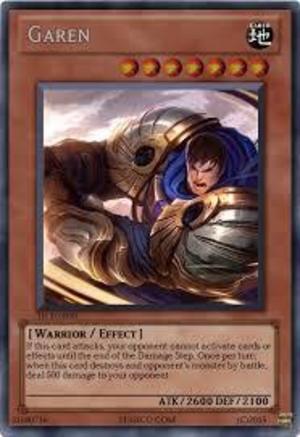 GAREN
EARTH
地
[WARRIOR / EFFECT]
If this card attacks, your opponent cannot activate cards or
effects until the end of the Damage Step. Once per turn,
when this card destroys and opponent's monster by battle,
deal 500 damage to your opponent.
ATK/2600 DEF/2100